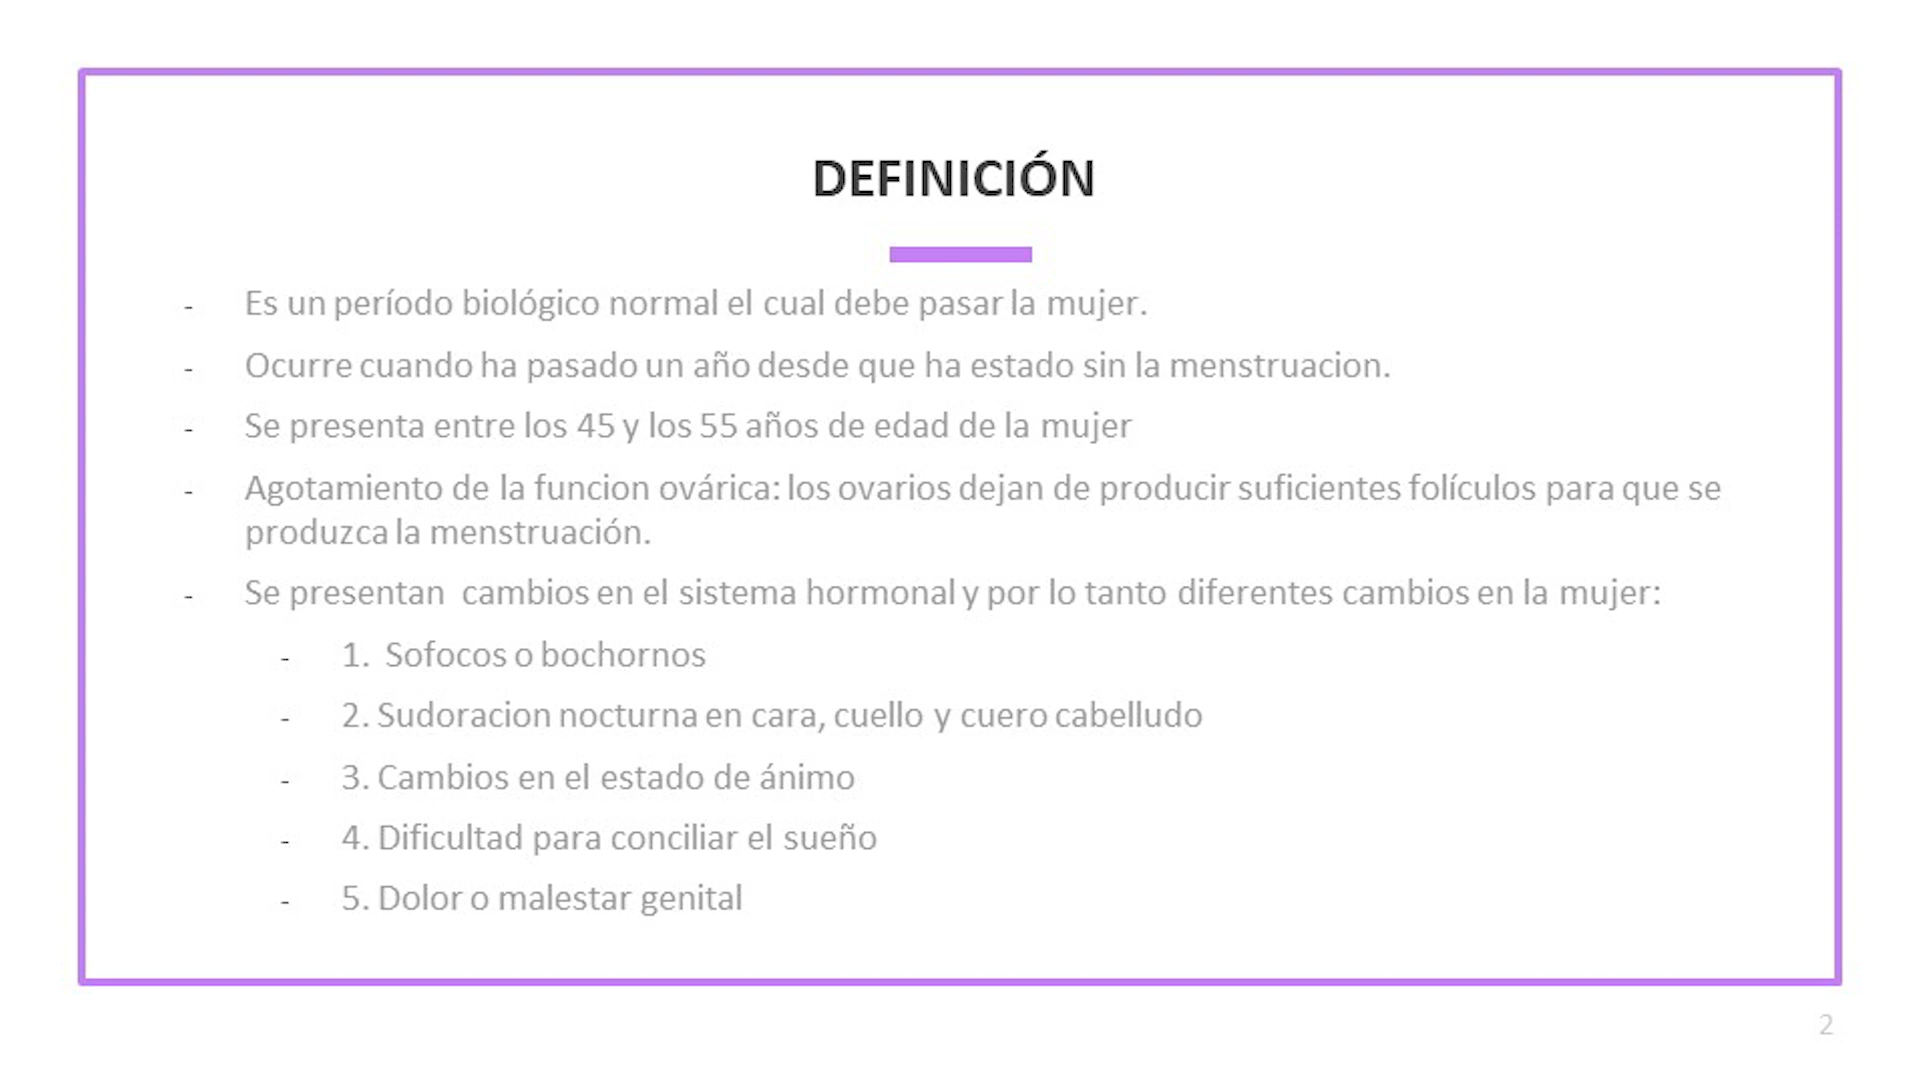 DEFINICIÓN
- Es un período biológico normal el cual debe pasar la mujer.
- Ocurre cuando ha pasado un año desde que ha estado sin la menstruacion.
- Se presenta entre los 45 y los 55 años de edad de la mujer
- Agotamiento de la funcion ovárica: los ovarios dejan de producir suficientes folículos para que se
produzca la menstruación.
- Se presentan cambios en el sistema hormonal y por lo tanto diferentes cambios en la mujer:
- 1. Sofocos o bochornos
- 2. Sudoracion nocturna en cara, cuello y cuero cabelludo
- 3. Cambios en el estado de ánimo
- 4. Dificultad para conciliar el sueño
- 5. Dolor o malestar genital
2